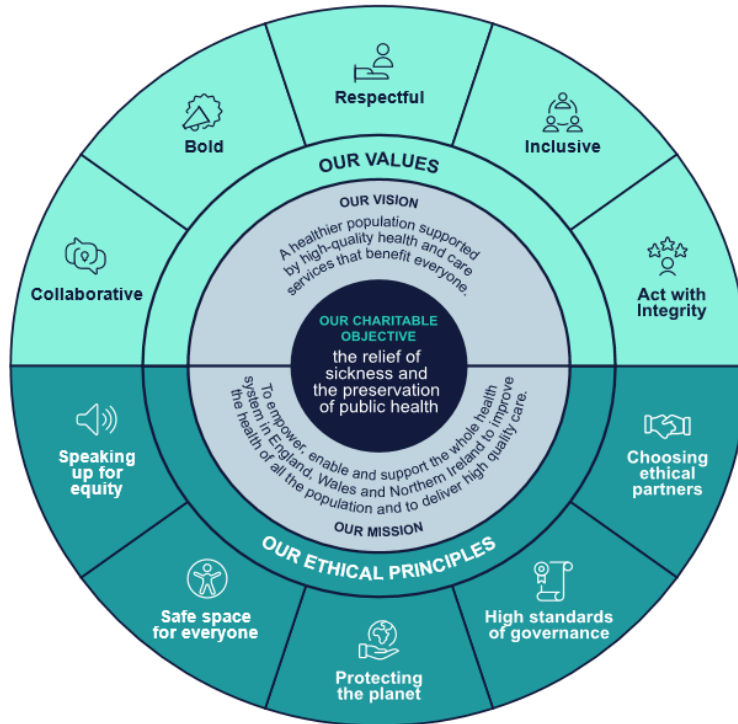 Respectful
Bold
Inclusive
Collaborative
Act with
Integrity
OUR VALUES
OUR VISION
A healthier population supported
by high-quality health and care
services that benefit everyone.
OUR CHARITABLE
OBJECTIVE
the relief of
sickness and
the preservation
of public health
To empower, enable and support the whole health
system in England, Wales and Northern Ireland to improve
the health of all the population and to deliver high quality care.
OUR MISSION
OUR ETHICAL PRINCIPLES
Speaking
up for
equity
Safe space
for everyone
Protecting
the planet
High standards
of governance
Choosing
ethical
partners